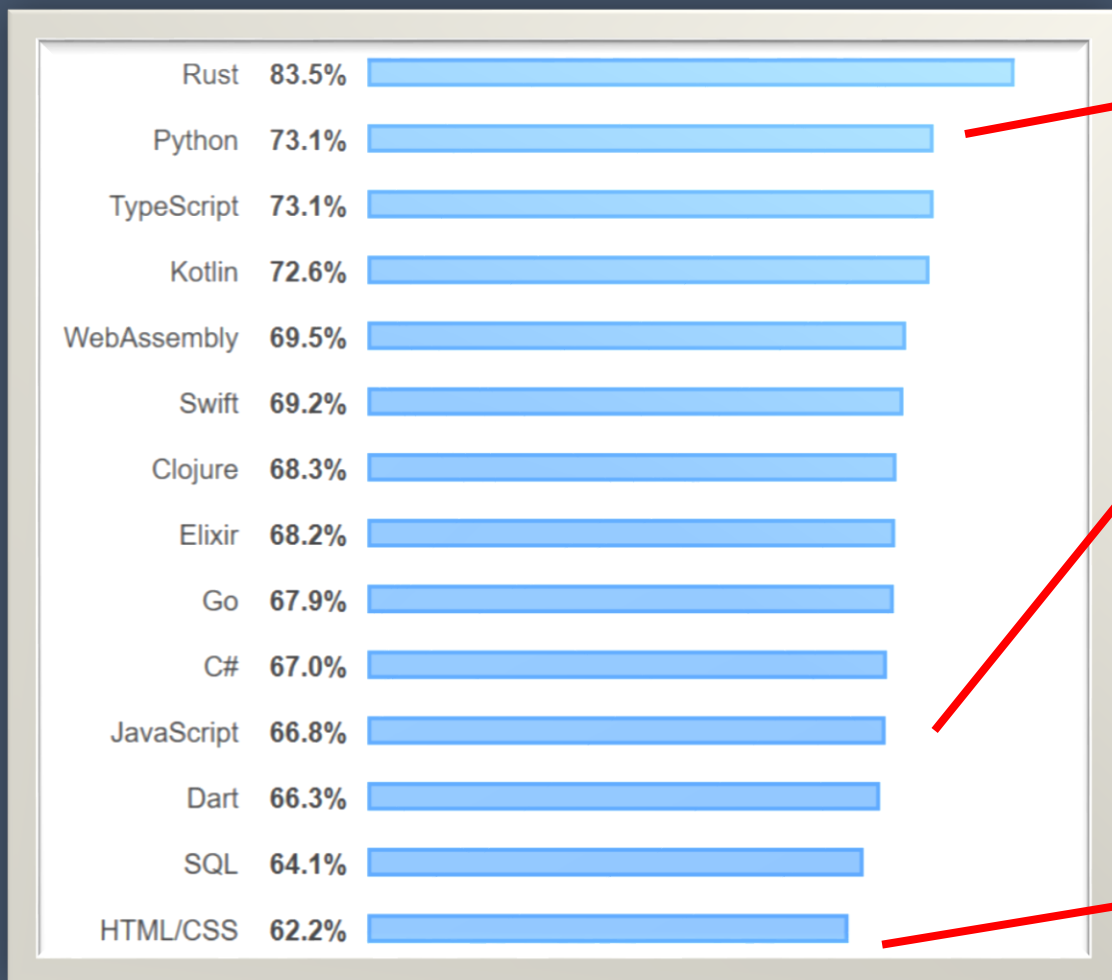 Rust 83.5%
Python 73.1%
TypeScript 73.1%
Kotlin 72.6%
WebAssembly 69.5%
Swift 69.2%
Clojure 68.3%
Elixir 68.2%
Go 67.9%
C# 67.0%
JavaScript 66.8%
Dart 66.3%
SQL 64.1%
HTML/CSS 62.2%